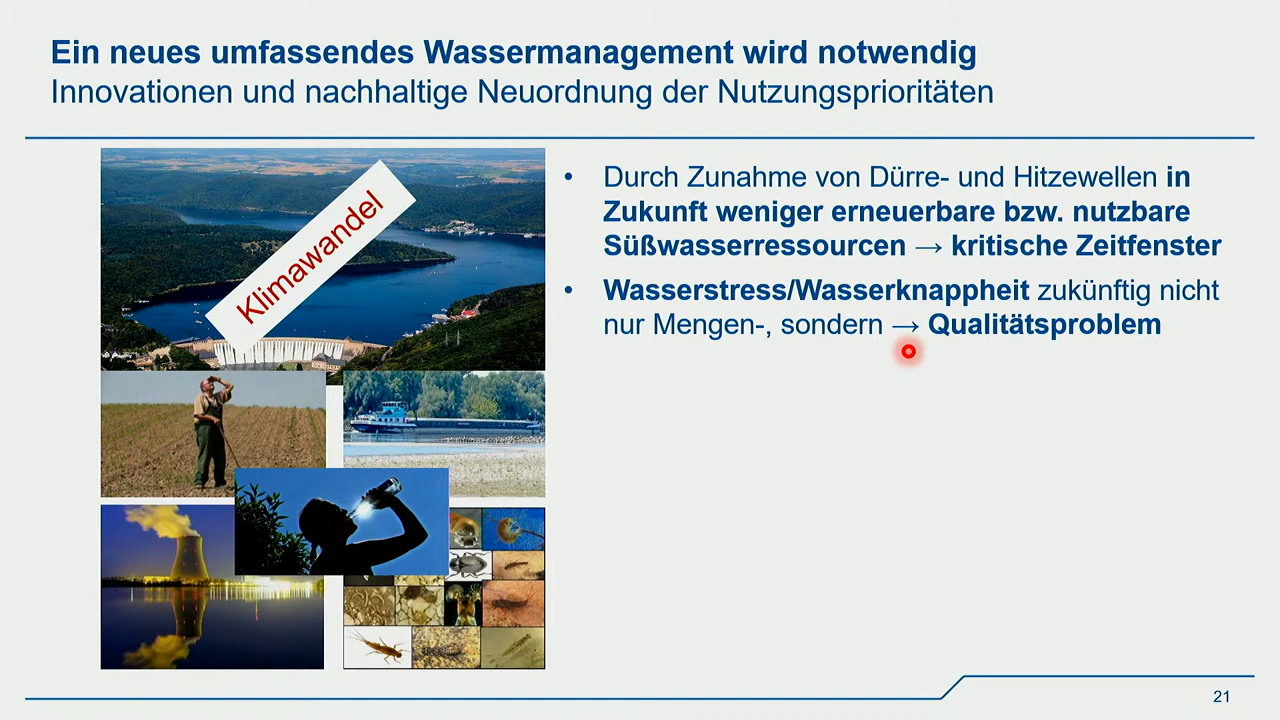 Ein neues umfassendes Wassermanagement wird notwendig
Innovationen und nachhaltige Neuordnung der Nutzungsprioritäten
Klimawandel
• Durch Zunahme von Dürre- und Hitzewellen in
Zukunft weniger erneuerbare bzw. nutzbare
Süßwasserressourcen → kritische Zeitfenster
• Wasserstress/Wasserknappheit zukünftig nicht
nur Mengen-, sondern → Qualitätsproblem
21